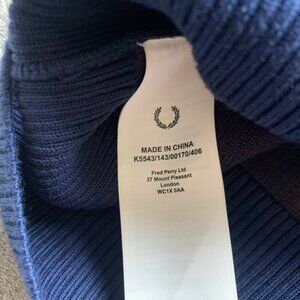 MADE IN CHINA
K5543/143/00170/406
Fred Perry Ltd
37 Mount Pleasant
London
WC1X 0AA